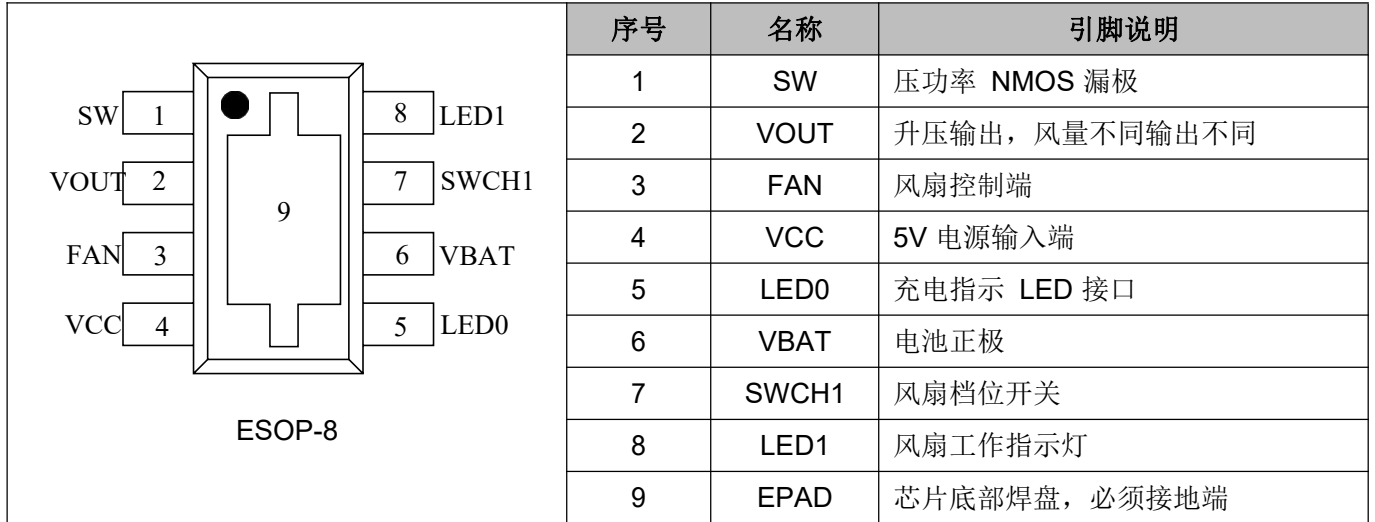 SW 1 8 LED1
VOUT 2 7 SWCH1
9
FAN 3 6 VBAT
VCC 4 5 LED0
ESOP-8
序号 名称 引脚说明
1 SW 压功率 NMOS 漏极
2 VOUT 升压输出，风量不同输出不同
3 FAN 风扇控制端
4 VCC 5V 电源输入端
5 LED0 充电指示 LED 接口
6 VBAT 电池正极
7 SWCH1 风扇档位开关
8 LED1 风扇工作指示灯
9 EPAD 芯片底部焊盘，必须接地端